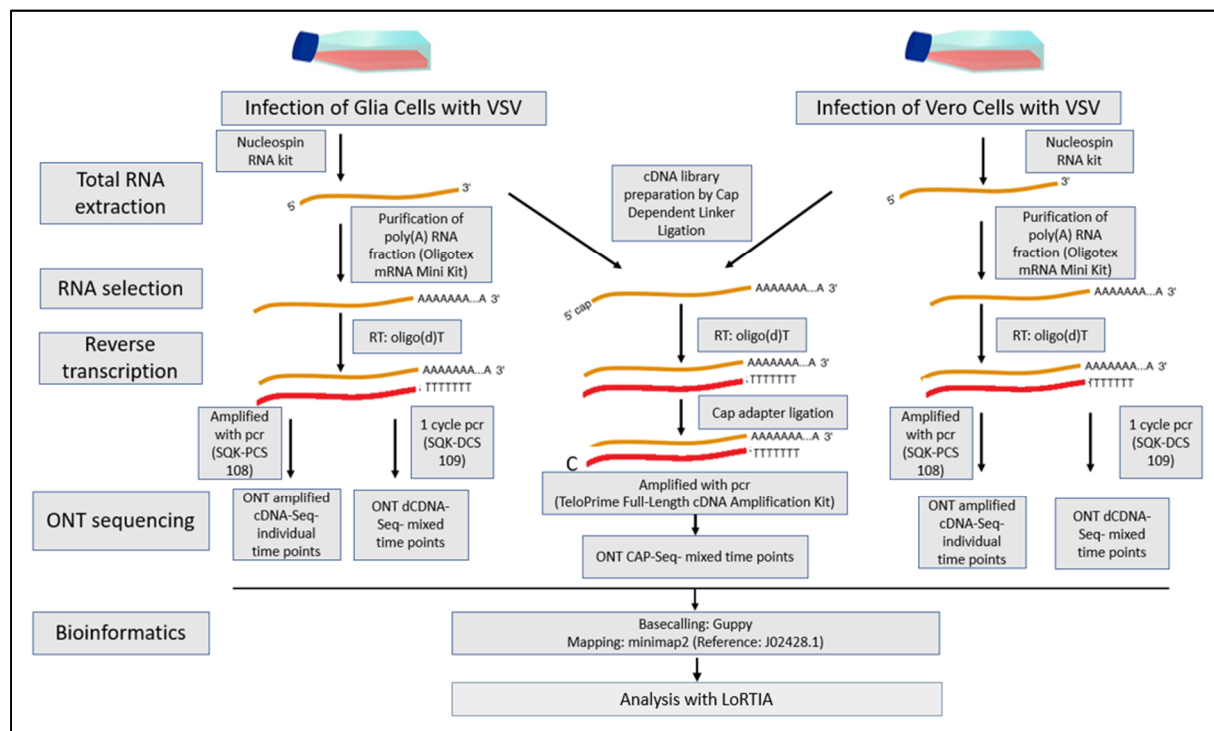 Infection of Glia Cells with VSV
Infection of Vero Cells with VSV
Nucleospin
RNA kit
Nucleospin
RNA kit
Total RNA
extraction
5'
3'
cDNA library
preparation by Cap
Dependent Linker
Ligation
5'
3'
Purification of
poly(A) RNA
fraction (Oligotex
mRNA Mini Kit)
Purification of
poly(A) RNA
fraction (Oligotex
mRNA Mini Kit)
RNA selection
AAAAAAA...A 3'
5' cap
AAAAAAA...A 3'
AAAAAAA...A 3'
Reverse
transcription
RT: oligo(d)T
RT: oligo(d)T
RT: oligo(d)T
AAAAAAA...A 3'
TTTTTTT
AAAAAAA...A 3'
TTTTTTT
AAAAAAA...A 3'
TTTTTTT
Amplified
with pcr
(SQK-PCS
108)
1 cycle pcr
(SQK-DCS
109)
Cap adapter ligation
AAAAAAA...A 3'
TTTTTTT
C
Amplified
with pcr
(SQK-PCS
108)
1 cycle pcr
(SQK-DCS
109)
ONT sequencing
ONT amplified
cDNA-Seq-
individual
time points
ONT dCDNA-
Seq- mixed
time points
Amplified with pcr
(TeloPrime Full-Length cDNA Amplification Kit)
ONT CAP-Seq- mixed time points
ONT amplified
cDNA-Seq-
individual
time points
ONT dCDNA-
Seq- mixed
time points
Bioinformatics
Basecalling: Guppy
Mapping: minimap2 (Reference: J02428.1)
Analysis with LoRTIA